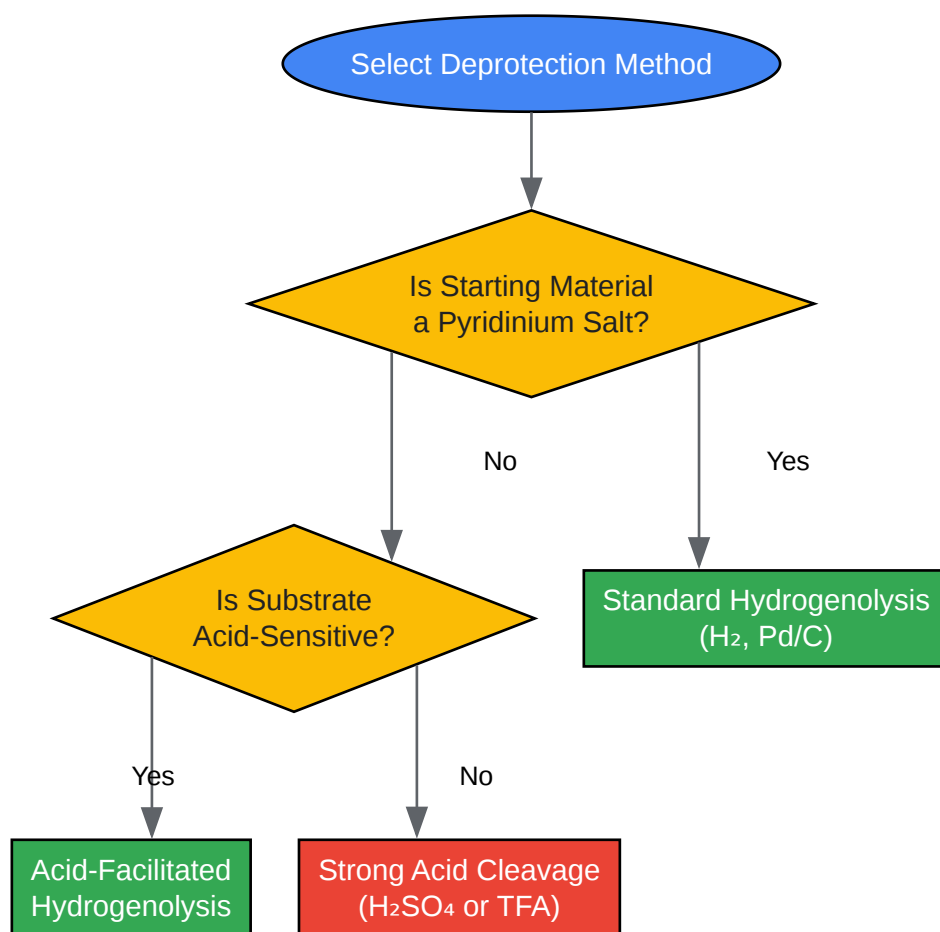 Select Deprotection Method
Is Starting Material
a Pyridinium Salt?
No
Yes
Is Substrate
Acid-Sensitive?
Standard Hydrogenolysis
(H₂, Pd/C)
Yes
No
Acid-Facilitated
Hydrogenolysis
Strong Acid Cleavage
(H₂SO₄ or TFA)